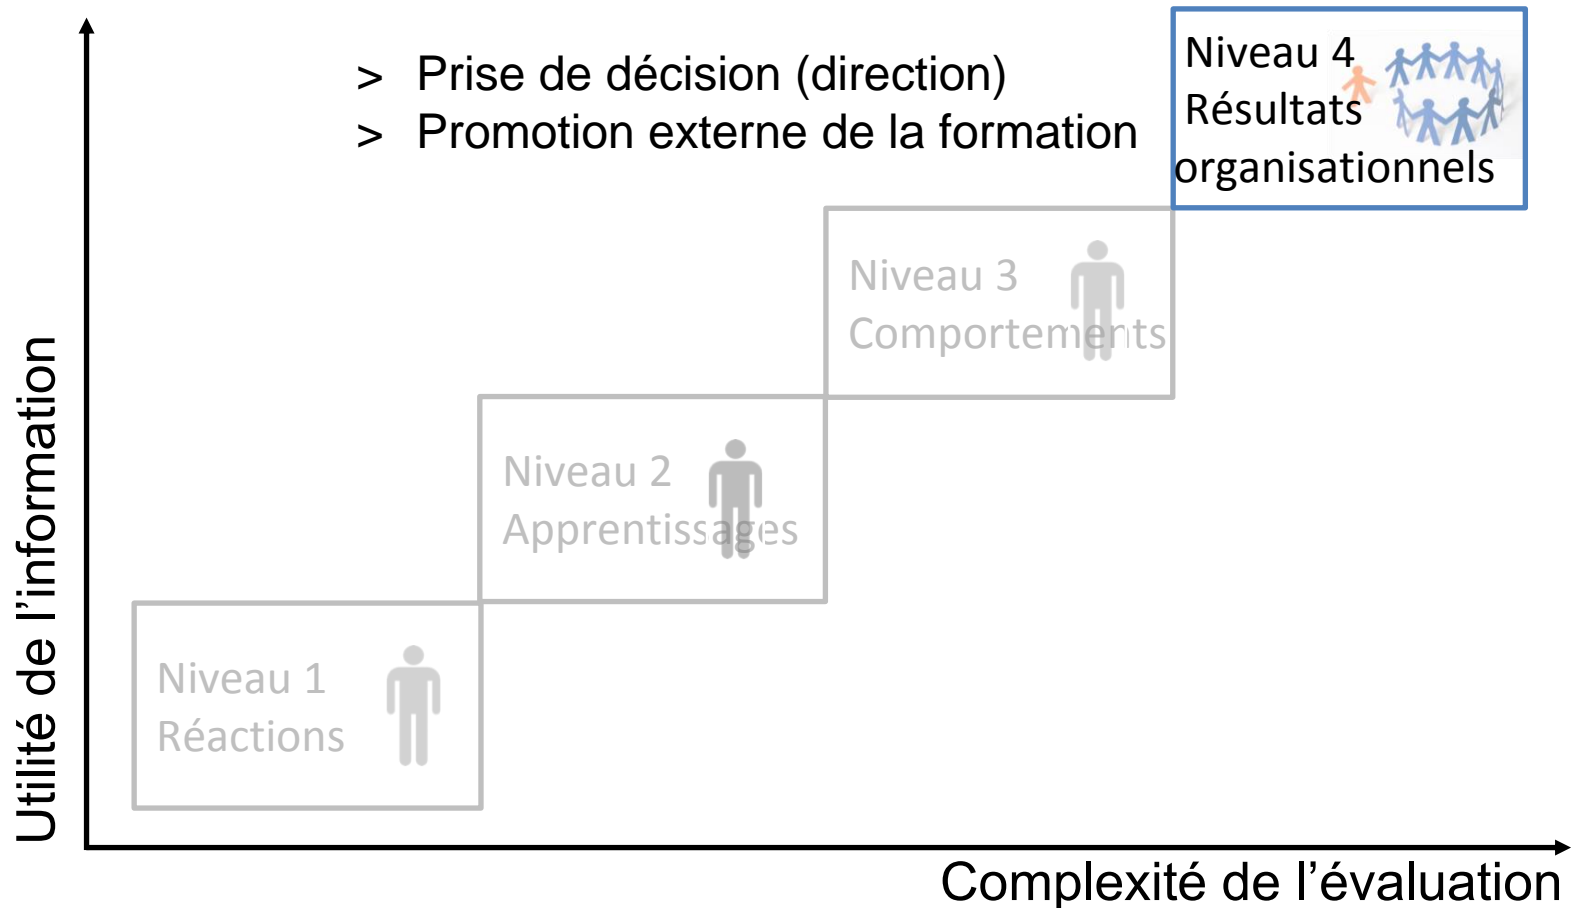 > Prise de décision (direction)
> Promotion externe de la formation
Niveau 4
Résultats
organisationnels
Niveau 3
Comportements
Niveau 2
Apprentissages
Niveau 1
Réactions
Utilité de l’information
Complexité de l’évaluation